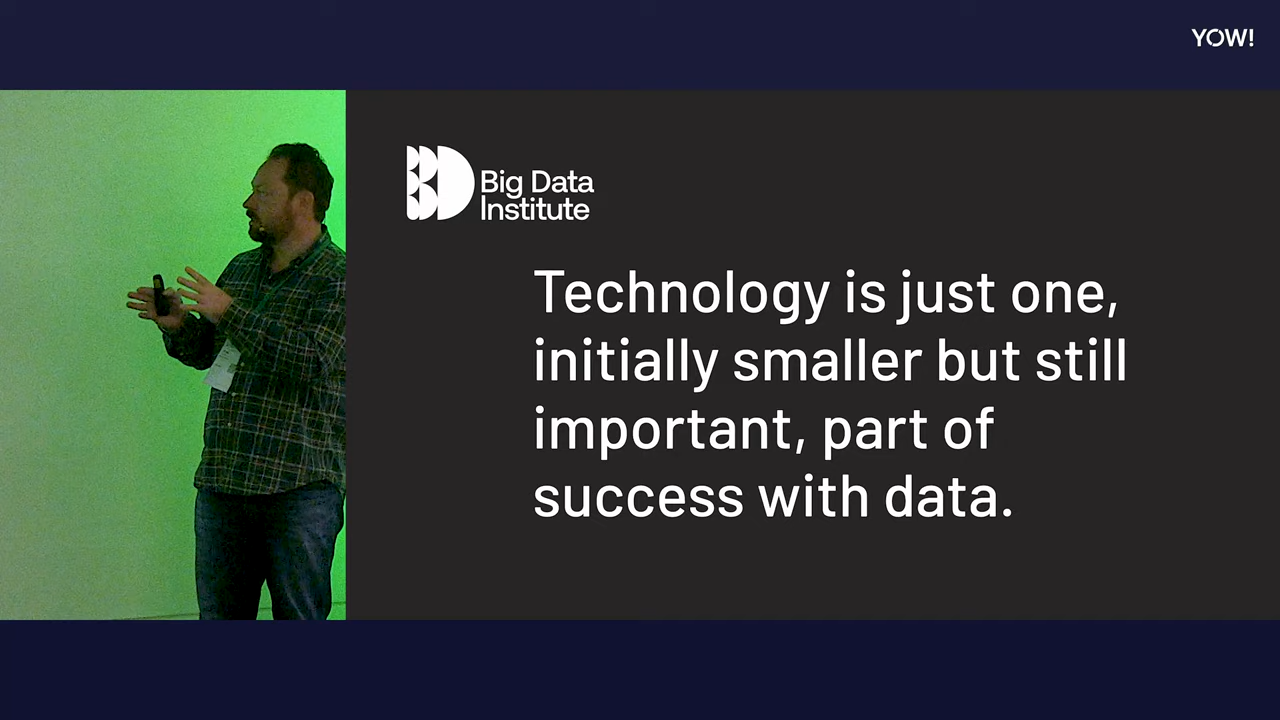 YOW!
Big Data
Institute
Technology is just one,
initially smaller but still
important, part of
success with data.